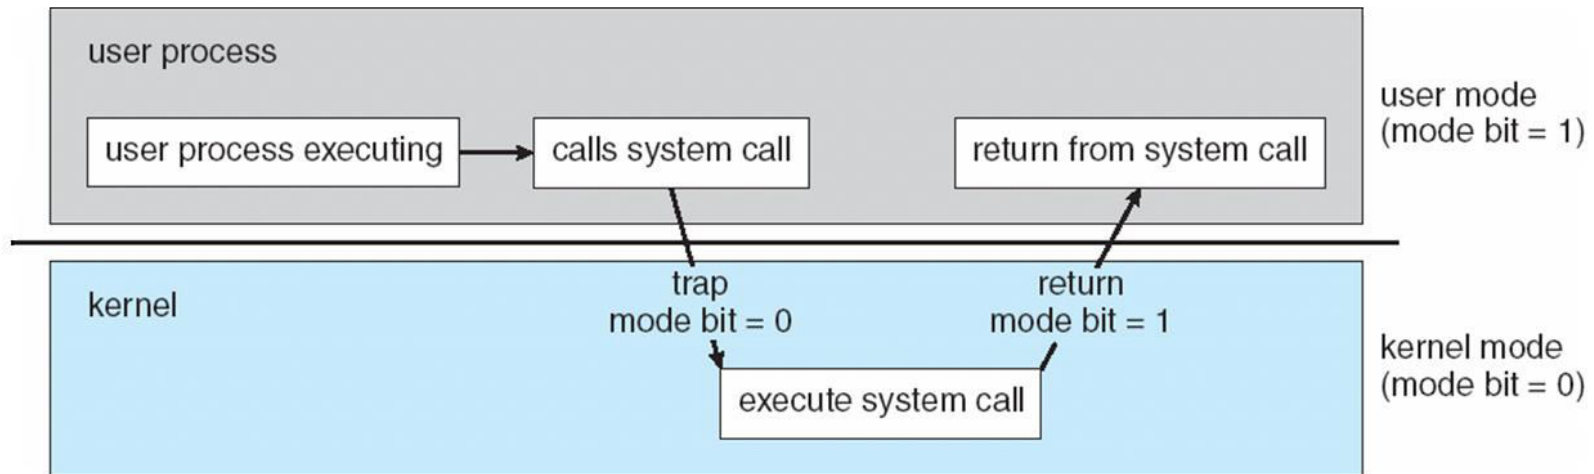 user process
user process executing
calls system call
return from system call
user mode
(mode bit = 1)
kernel
trap
mode bit = 0
return
mode bit = 1
execute system call
kernel mode
(mode bit = 0)